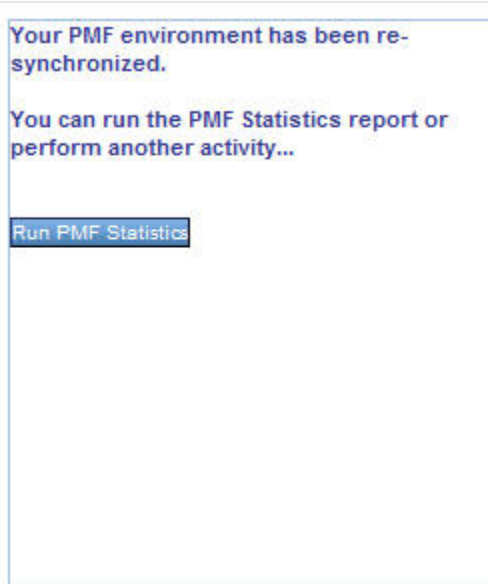 Your PMF environment has been re-
synchronized.
You can run the PMF Statistics report or
perform another activity...
Run PMF Statistics